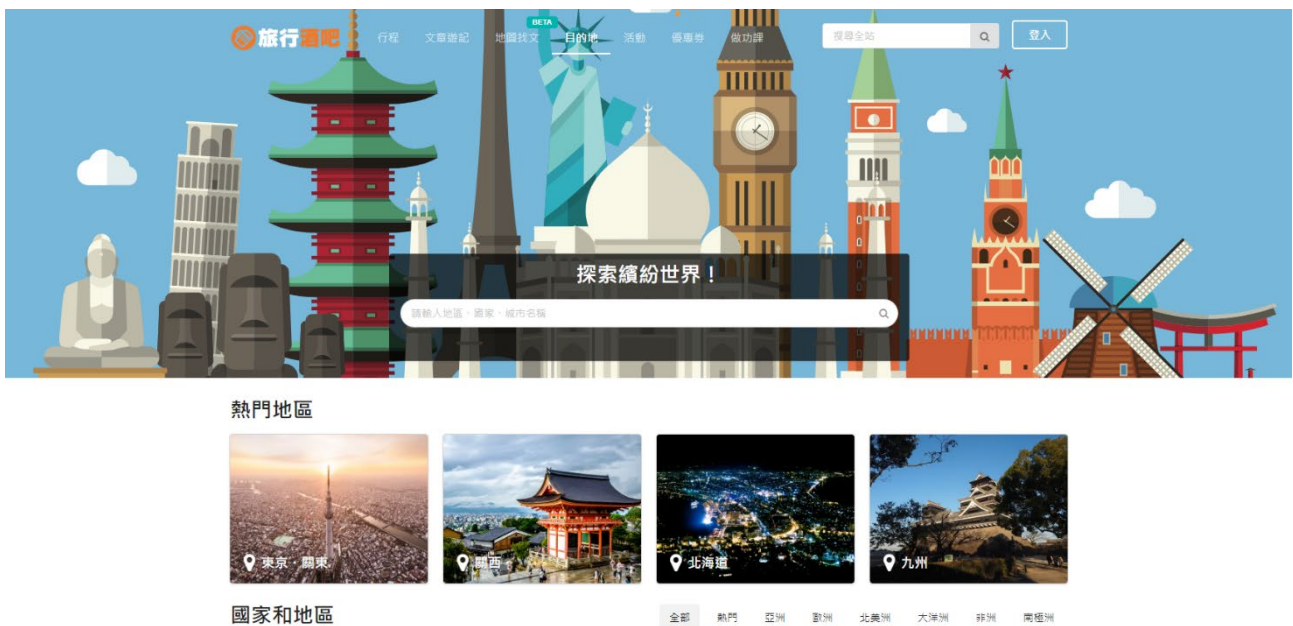 旅行酒吧 行程 文章遊記 地圖找文 BETA 目的地 活動 優惠券 做功課 搜尋全站 登入
探索繽紛世界！
請輸入地區、國家、城市名稱
熱門地區
東京・關東 關西 北海道 九州
國家和地區 全部 熱門 亞洲 歐洲 北美洲 大洋洲 非洲 南極洲